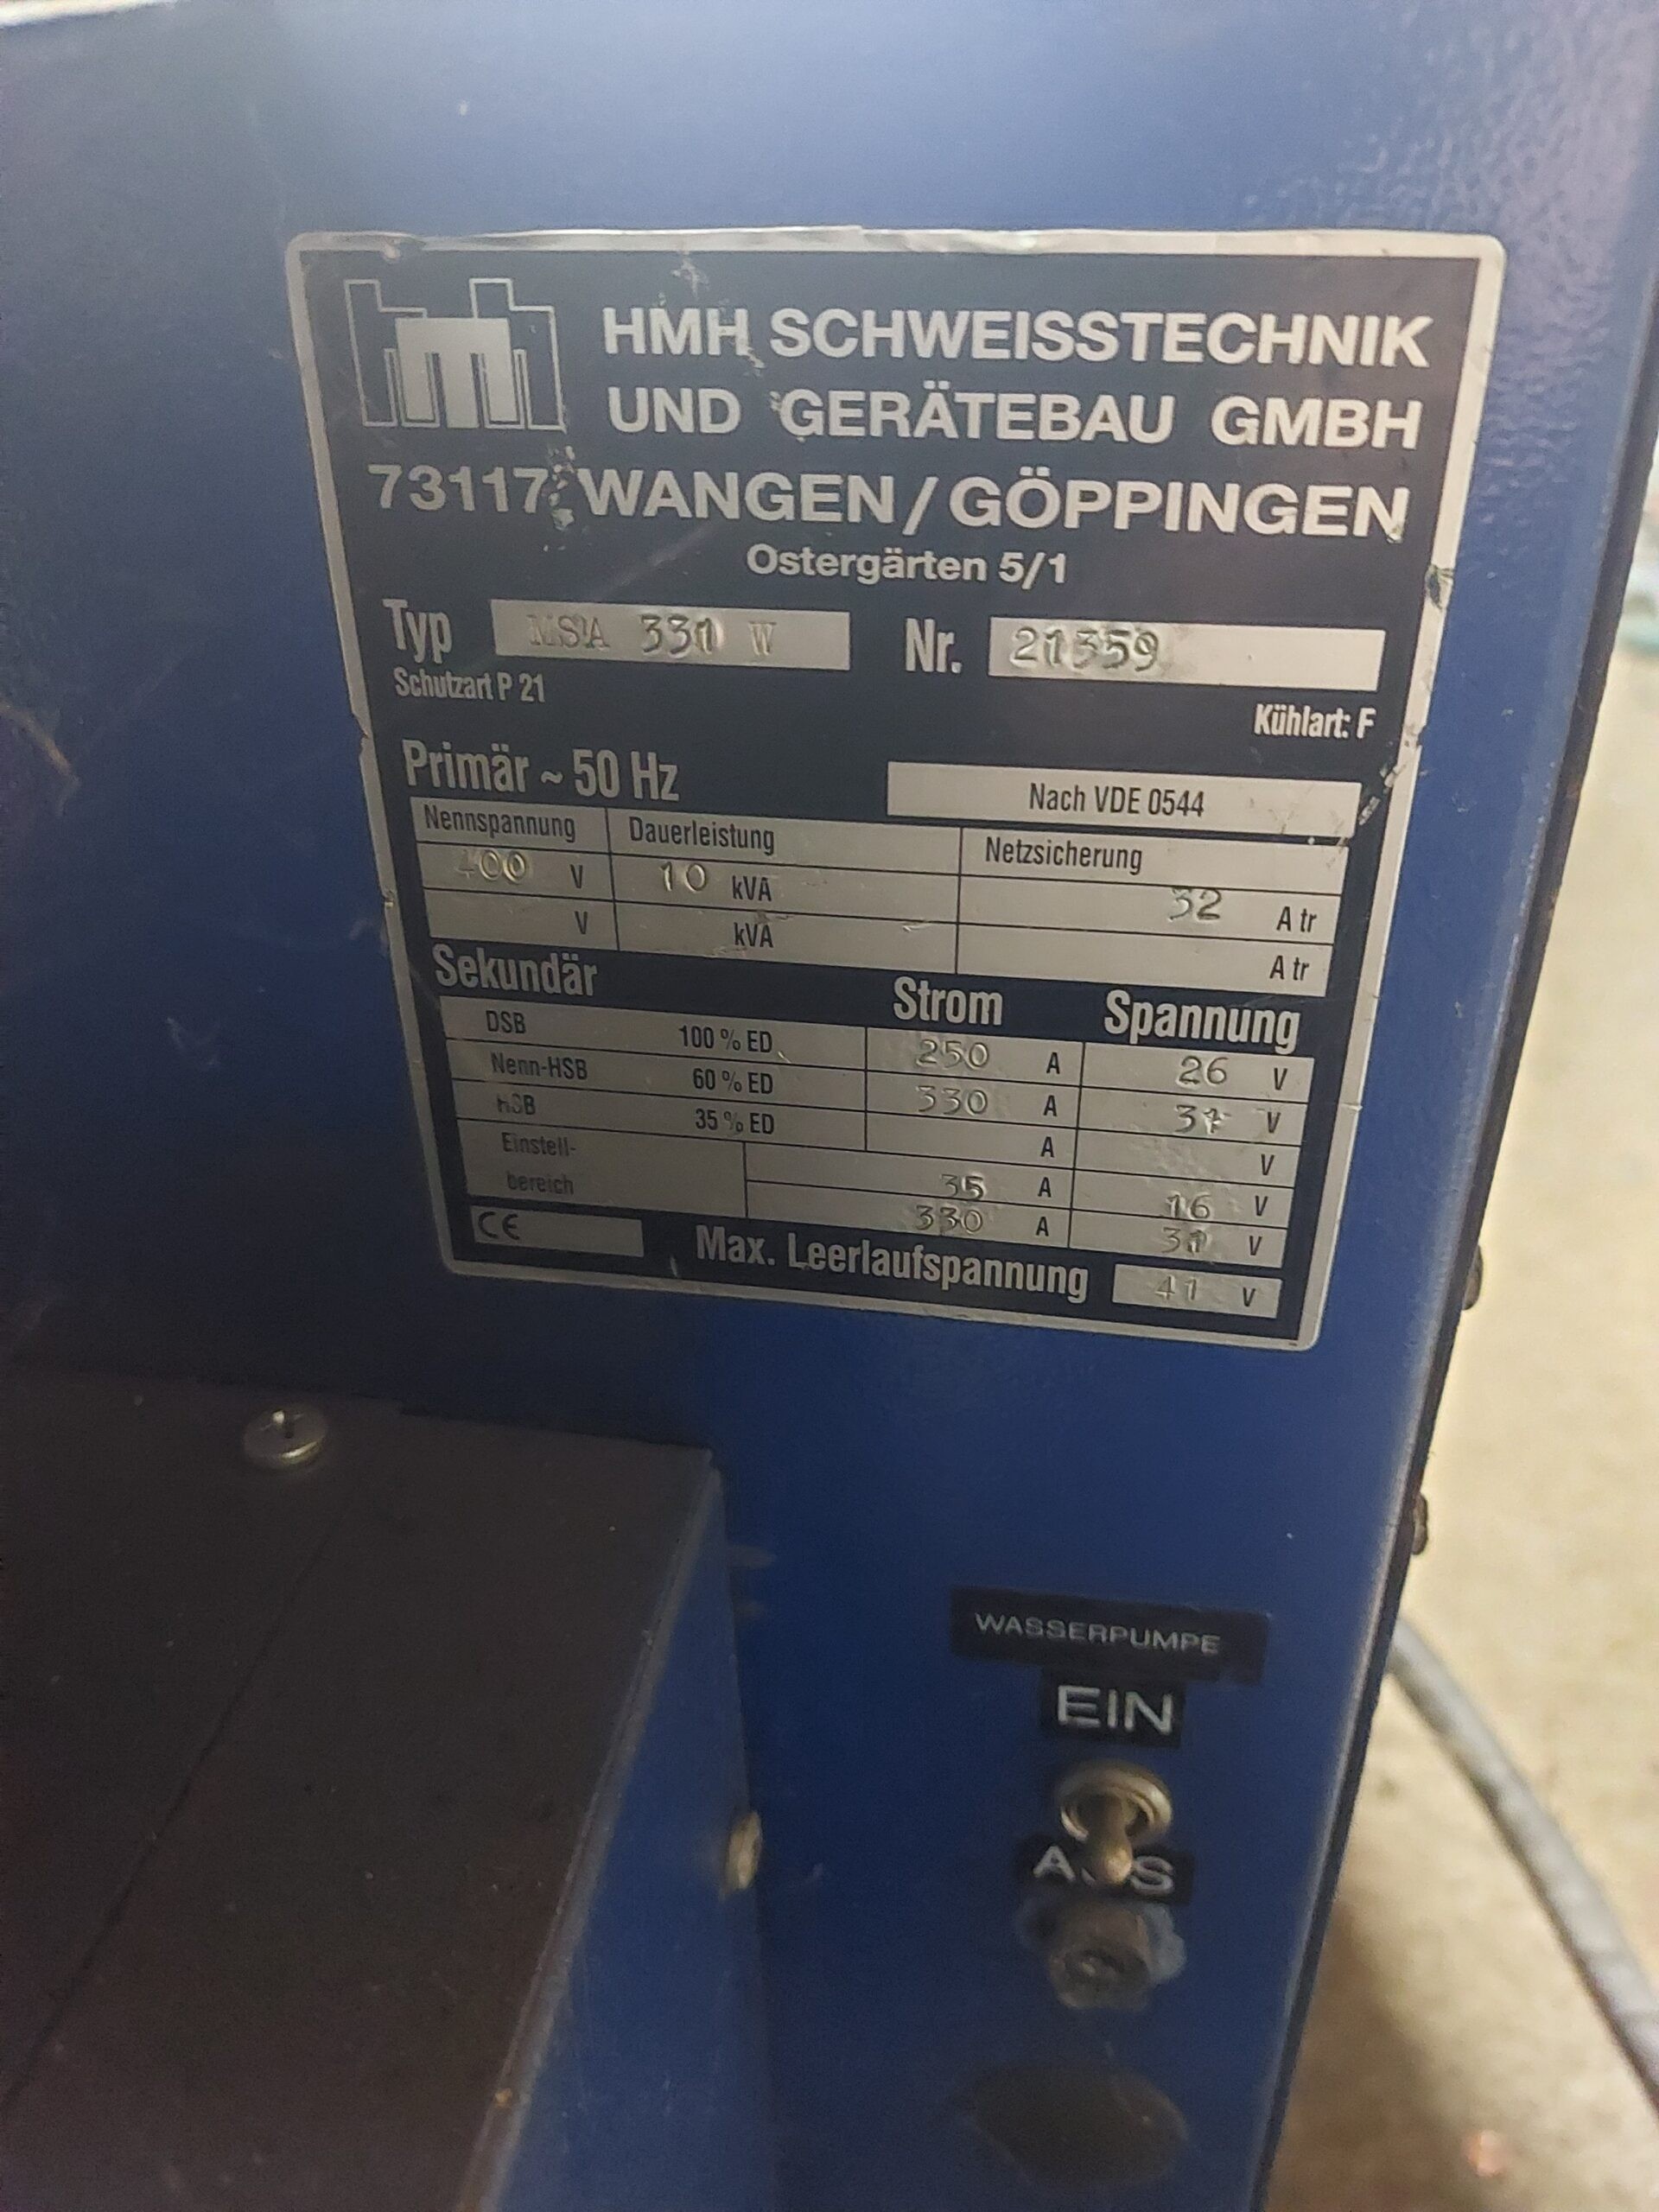 hmh
HMH SCHWEISSTECHNIK
UND GERÄTEBAU GMBH
73117 WANGEN/GÖPPINGEN
Ostergärten 5/1
Typ MSA 331 W Nr. 21359
Schutzart P 21
Kühlart: F
Primär ~ 50 Hz
Nach VDE 0544
Nennspannung Dauerleistung Netzsicherung
400 V 10 kVA 32 A tr
V kVA A tr
Sekundär Strom Spannung
DSB 100 % ED 250 A 26 V
Nenn-HSB 60 % ED 330 A 31 V
HSB 35 % ED A V
Einstell-
bereich
35 A 16 V
330 A 31 V
CE Max. Leerlaufspannung 41 V
WASSERPUMPE
EIN
AUS